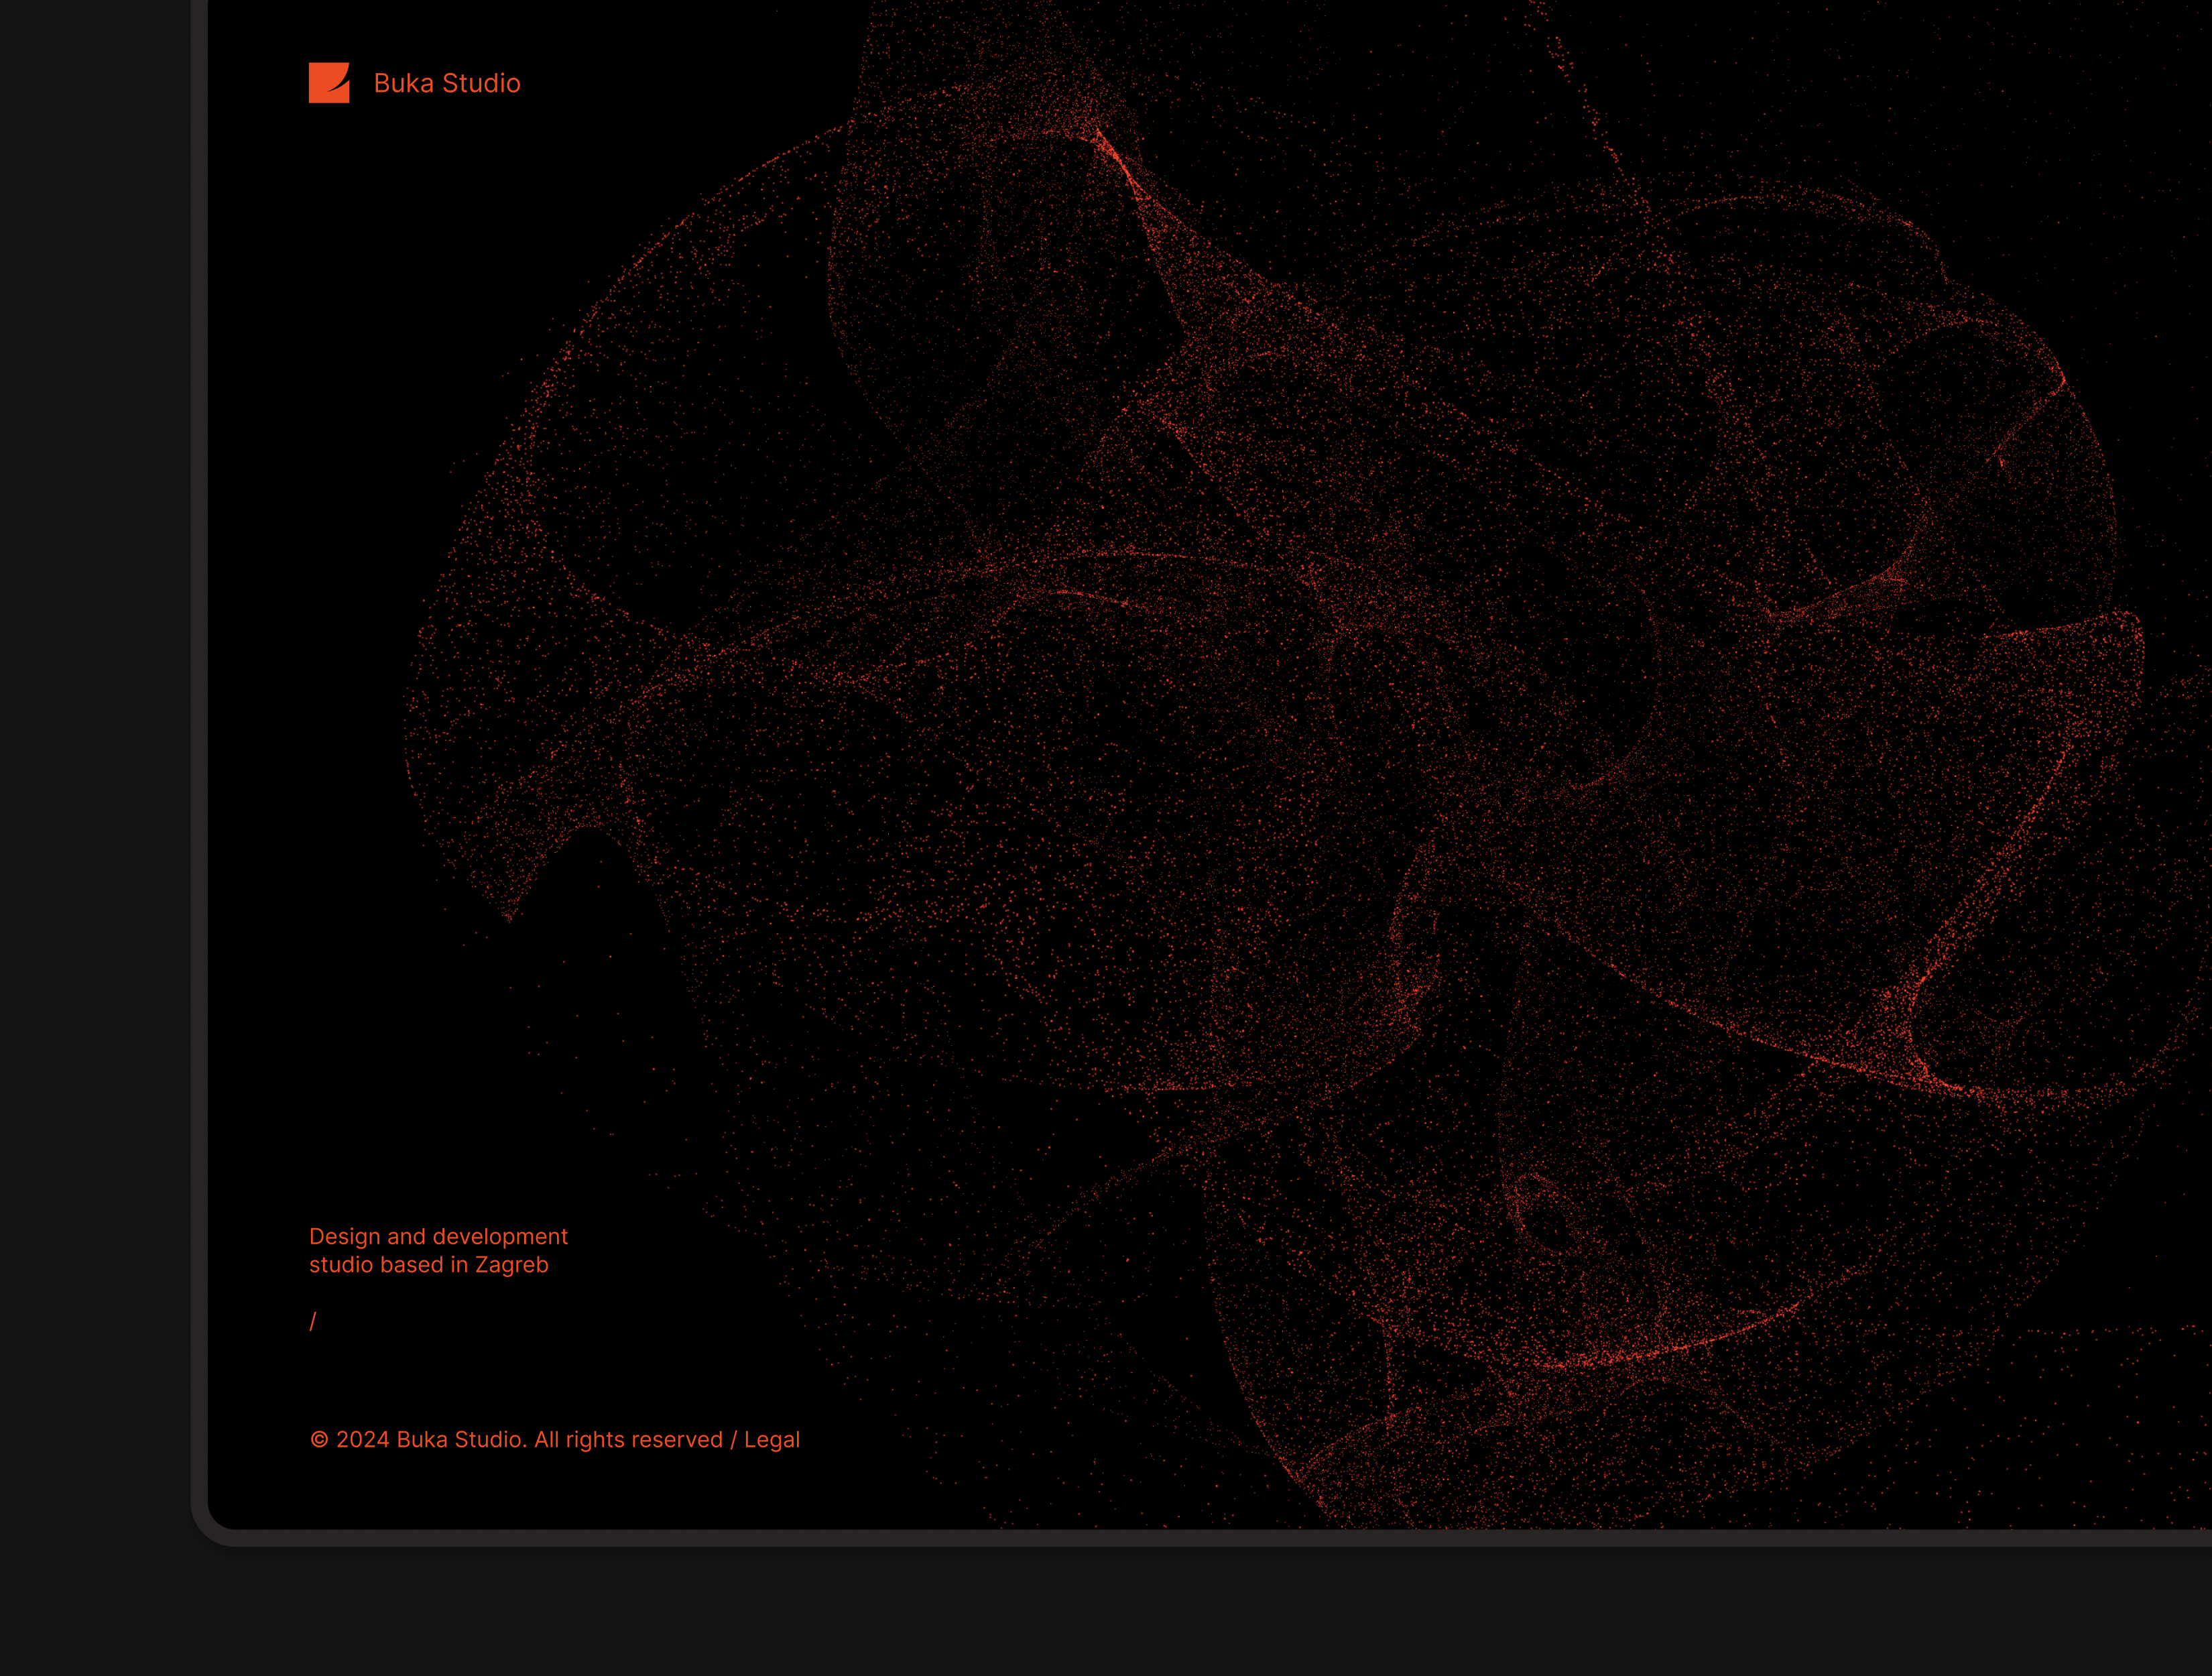 Buka Studio
Design and development
studio based in Zagreb
/
© 2024 Buka Studio. All rights reserved / Legal